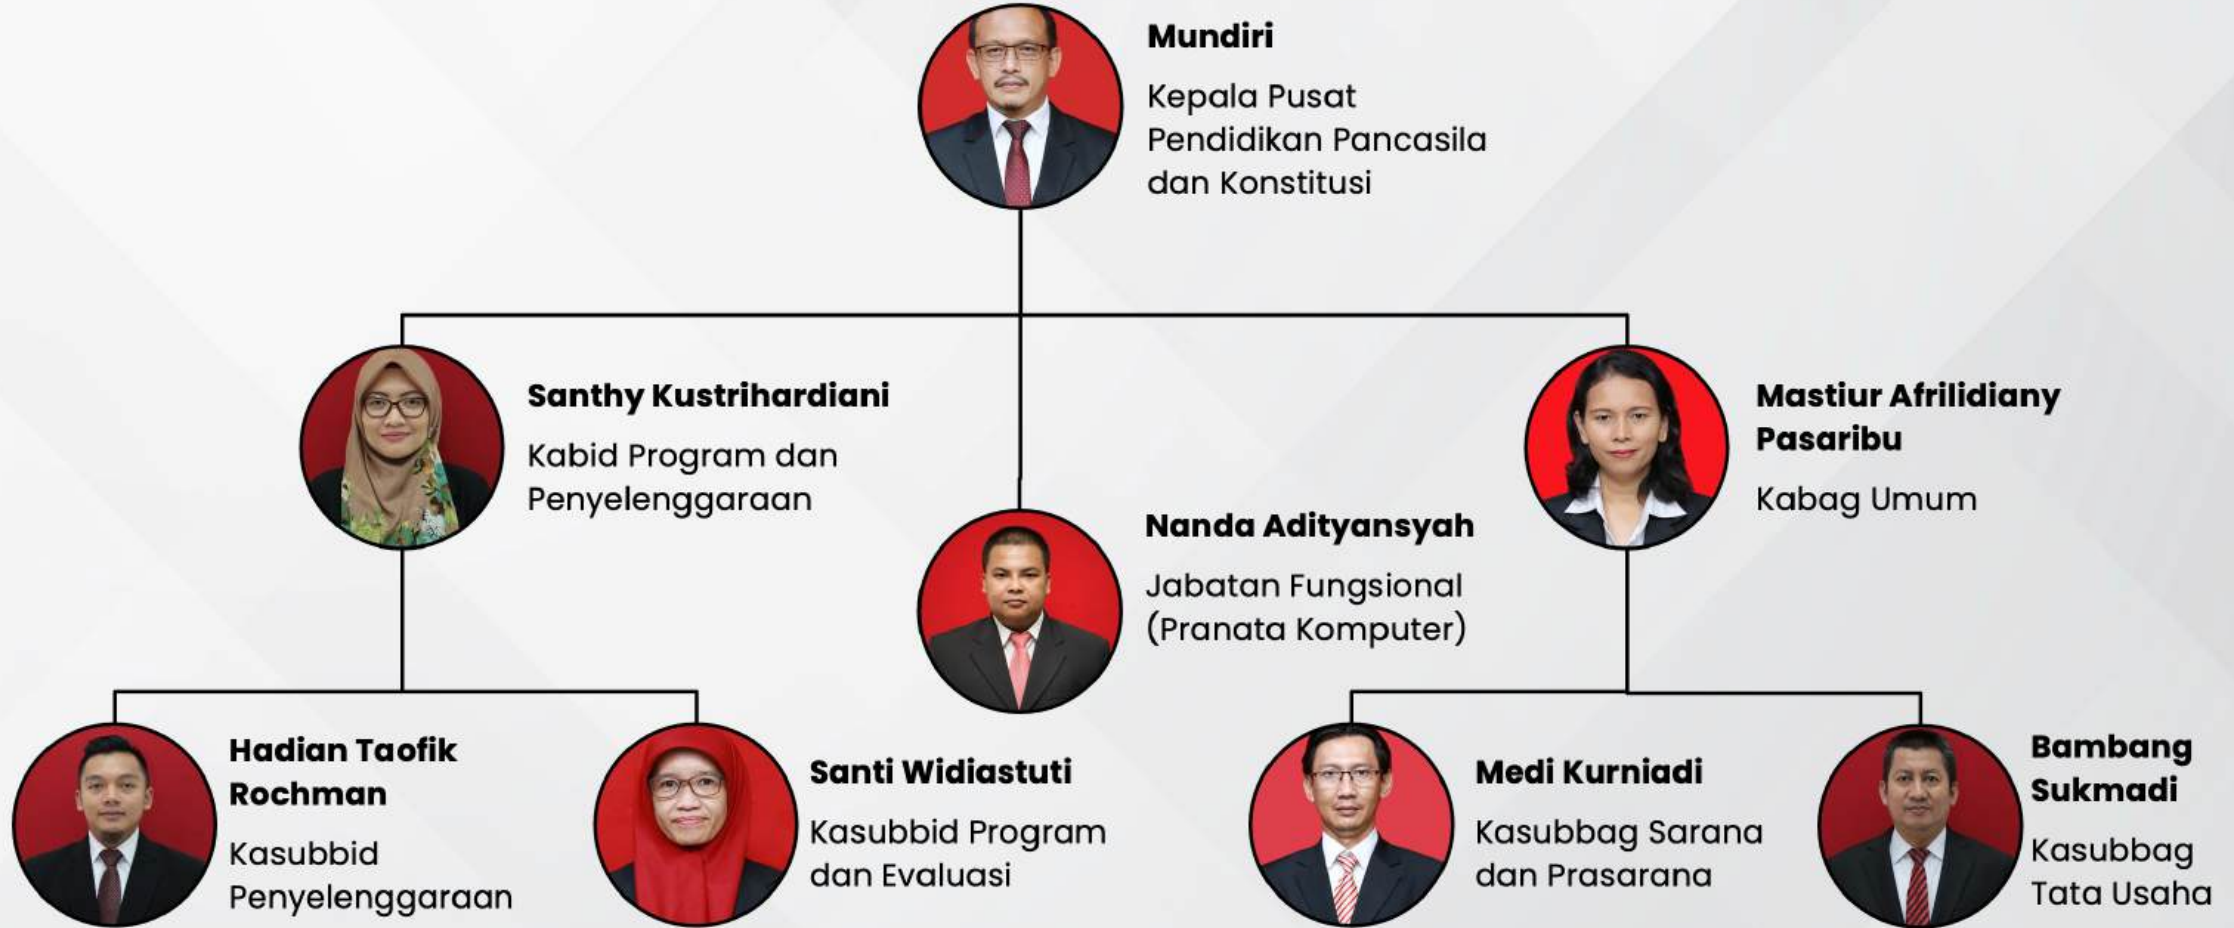 Mundiri
Kepala Pusat
Pendidikan Pancasila
dan Konstitusi
Santhy Kustrihardiani
Kabid Program dan
Penyelenggaraan
Mastiur Afrilidiany
Pasaribu
Kabag Umum
Nanda Adityansyah
Jabatan Fungsional
(Pranata Komputer)
Hadian Taofik
Rochman
Kasubbid
Penyelenggaraan
Santi Widiastuti
Kasubbid Program
dan Evaluasi
Medi Kurniadi
Kasubbag Sarana
dan Prasarana
Bambang
Sukmadi
Kasubbag
Tata Usaha